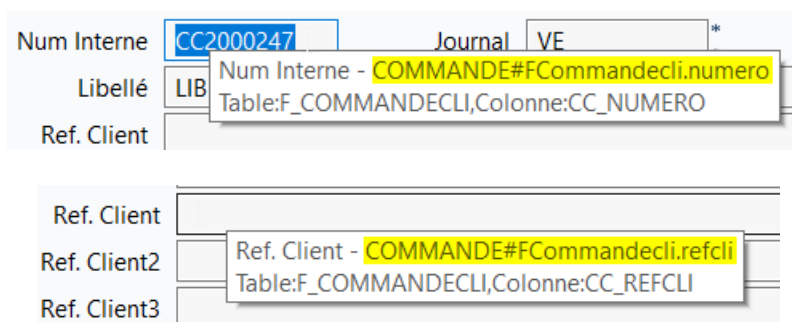 Num Interne CC2000247 Journal VE *
Num Interne - COMMANDE#FCommandecli.numero
Libellé LIB
Table:F_COMMANDECLI,Colonne:CC_NUMERO
Ref. Client
Ref. Client
Ref. Client - COMMANDE#FCommandecli.refcli
Ref. Client2
Table:F_COMMANDECLI,Colonne:CC_REFCLI
Ref. Client3